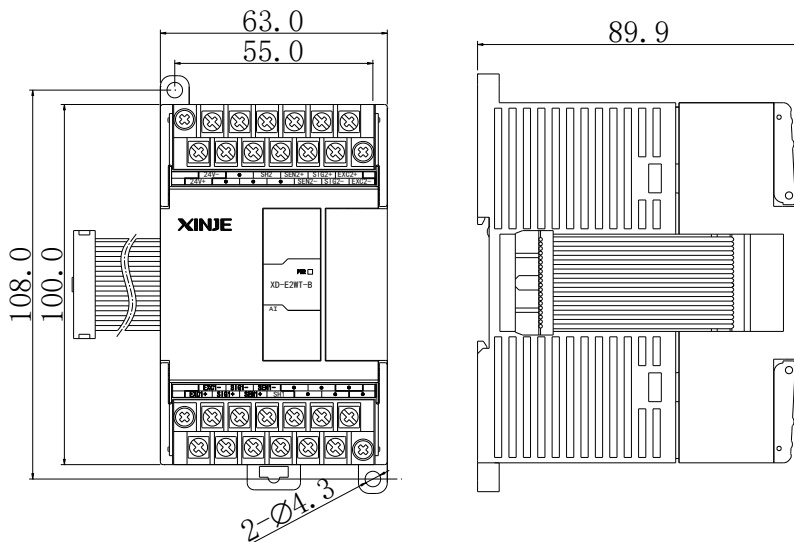 63.0
55.0
89.9
108.0
100.0
24V- • SH2 SEN2+ SIG2+ EXC2+
24V+ • • • SEN2- SIG2- EXC2-
XINJE
PWR
XD-E2WT-B
AI
EXC1- SIG1- SEN1- • • • •
EXC1+ SIG1+ SEN1+ SH1 • • •
2-Ø4.3